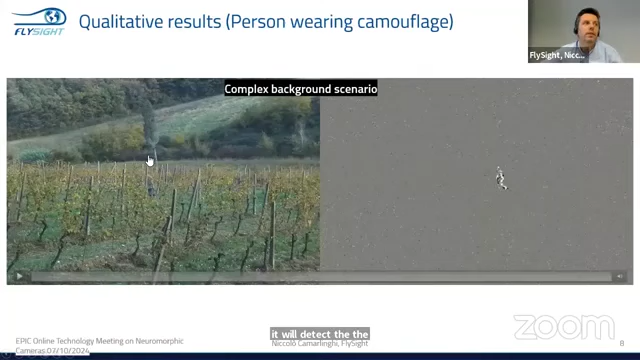 FLYSIGHT
Qualitative results (Person wearing camouflage)
FlySight, Nicc...
Complex background scenario
it will detect the the
EPIC Online Technology Meeting on Neuromorphic
Cameras 07/10/2024
Niccolò Camarlinghi, FlySight
zoom
8